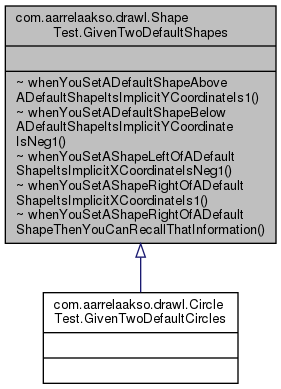 com.aarrelaakso.drawl.Shape
Test.GivenTwoDefaultShapes
~ whenYouSetADefaultShapeAbove
ADefaultShapeItsImplicitYCoordinateIs1()
~ whenYouSetADefaultShapeBelow
ADefaultShapeItsImplicitYCoordinate
IsNeg1()
~ whenYouSetAShapeLeftOfADefault
ShapeItsImplicitXCoordinateIsNeg1()
~ whenYouSetAShapeRightOfADefault
ShapeItsImplicitXCoordinateIs1()
~ whenYouSetAShapeRightOfADefault
ShapeThenYouCanRecallThatInformation()
com.aarrelaakso.drawl.Circle
Test.GivenTwoDefaultCircles